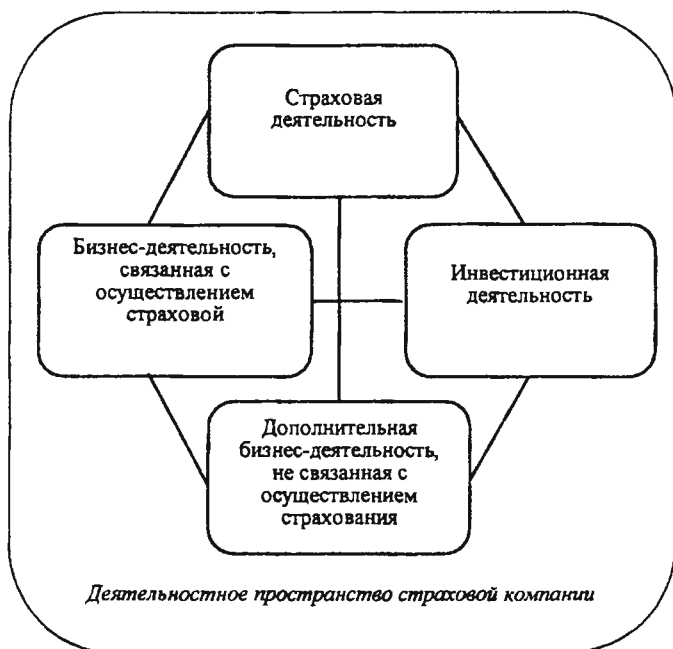 Страховая
деятельность
Бизнес-деятельность,
связанная с
осуществлением
страховой
Инвестиционная
деятельность
Дополнительная
бизнес-деятельность,
не связанная с
осуществлением
страхования
Деятельностное пространство страховой компании